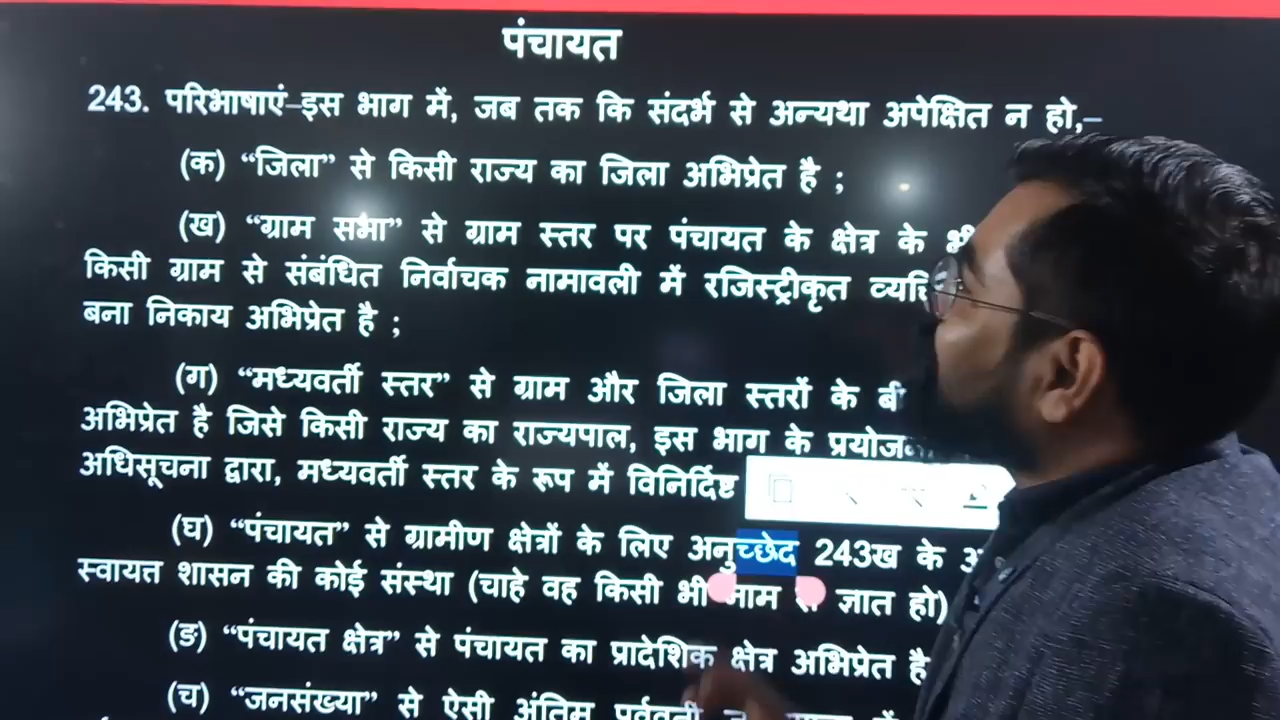 पंचायत
243. परिभाषाएं–इस भाग में, जब तक कि संदर्भ से अन्यथा अपेक्षित न हो,–
(क) “जिला” से किसी राज्य का जिला अभिप्रेत है ;
(ख) “ग्राम सभा” से ग्राम स्तर पर पंचायत के क्षेत्र के
किसी ग्राम से संबंधित निर्वाचक नामावली में रजिस्ट्रीकृत
बना निकाय अभिप्रेत है ;
(ग) “मध्यवर्ती स्तर” से ग्राम और जिला स्तरों के
अभिप्रेत है जिसे किसी राज्य का राज्यपाल, इस भाग के
अधिसूचना द्वारा, मध्यवर्ती स्तर के रूप में विनिर्दिष्ट
(घ) “पंचायत” से ग्रामीण क्षेत्रों के लिए अनुच्छेद 243ख के
स्वायत्त शासन की कोई संस्था (चाहे वह किसी भी नाम से ज्ञात हो)
(ङ) “पंचायत क्षेत्र” से पंचायत का प्रादेशिक क्षेत्र अभिप्रेत है
(च) “जनसंख्या” से ऐसी अंतिम पूर्ववर्ती